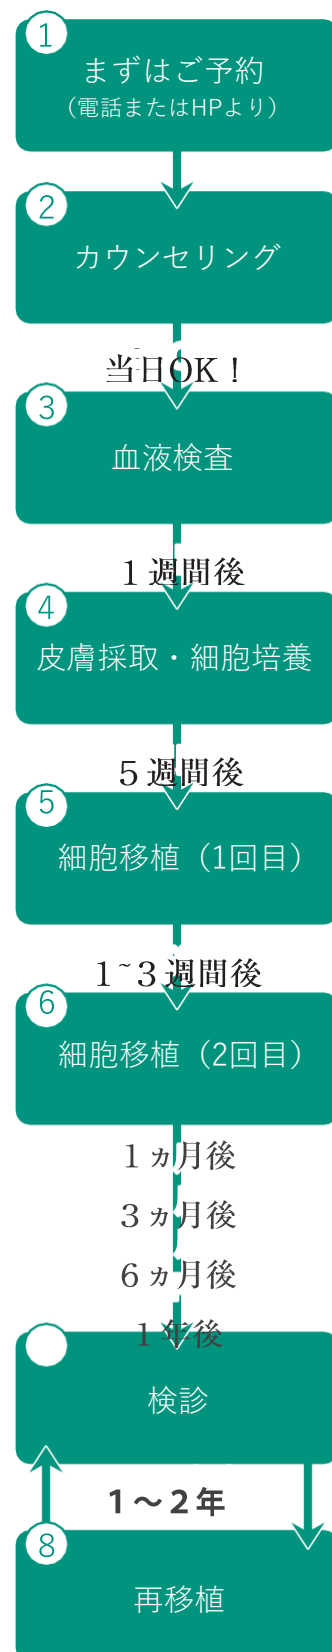 1
まずはご予約
（電話またはHPより）
2
カウンセリング
当日OK！
3
血液検査
1週間後
4
皮膚採取・細胞培養
5週間後
5
細胞移植（1回目）
1~3週間後
6
細胞移植（2回目）
1ヵ月後
3ヵ月後
6ヵ月後
1年後
検診
1～2年
8
再移植